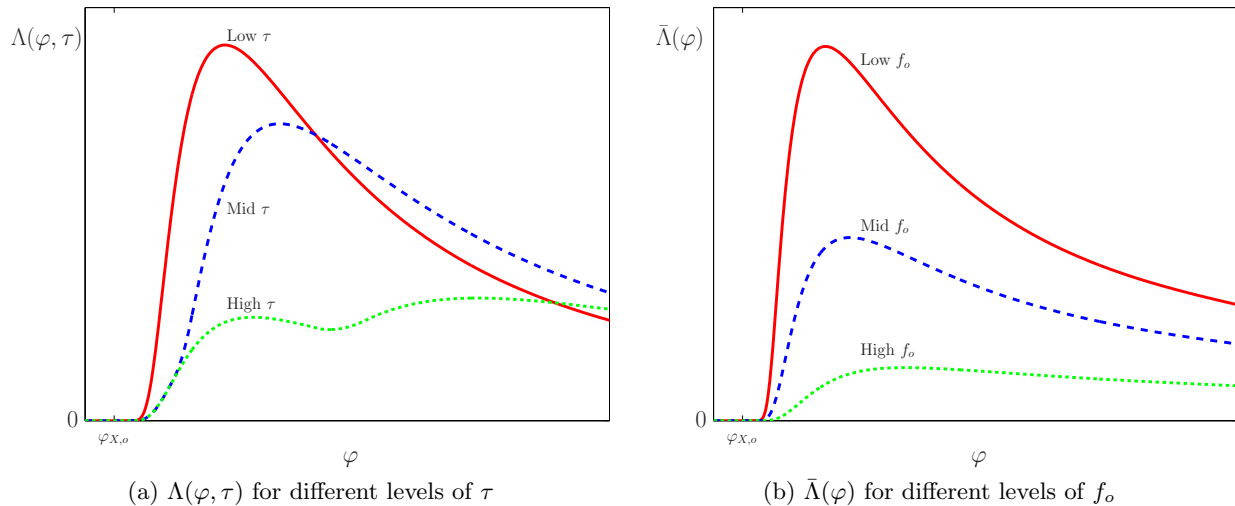 Λ(φ, τ)
Low τ
Mid τ
High τ
0
φX,o
φ
(a) Λ(φ, τ) for different levels of τ
Λ̄(φ)
Low fo
Mid fo
High fo
0
φX,o
φ
(b) Λ̄(φ) for different levels of fo